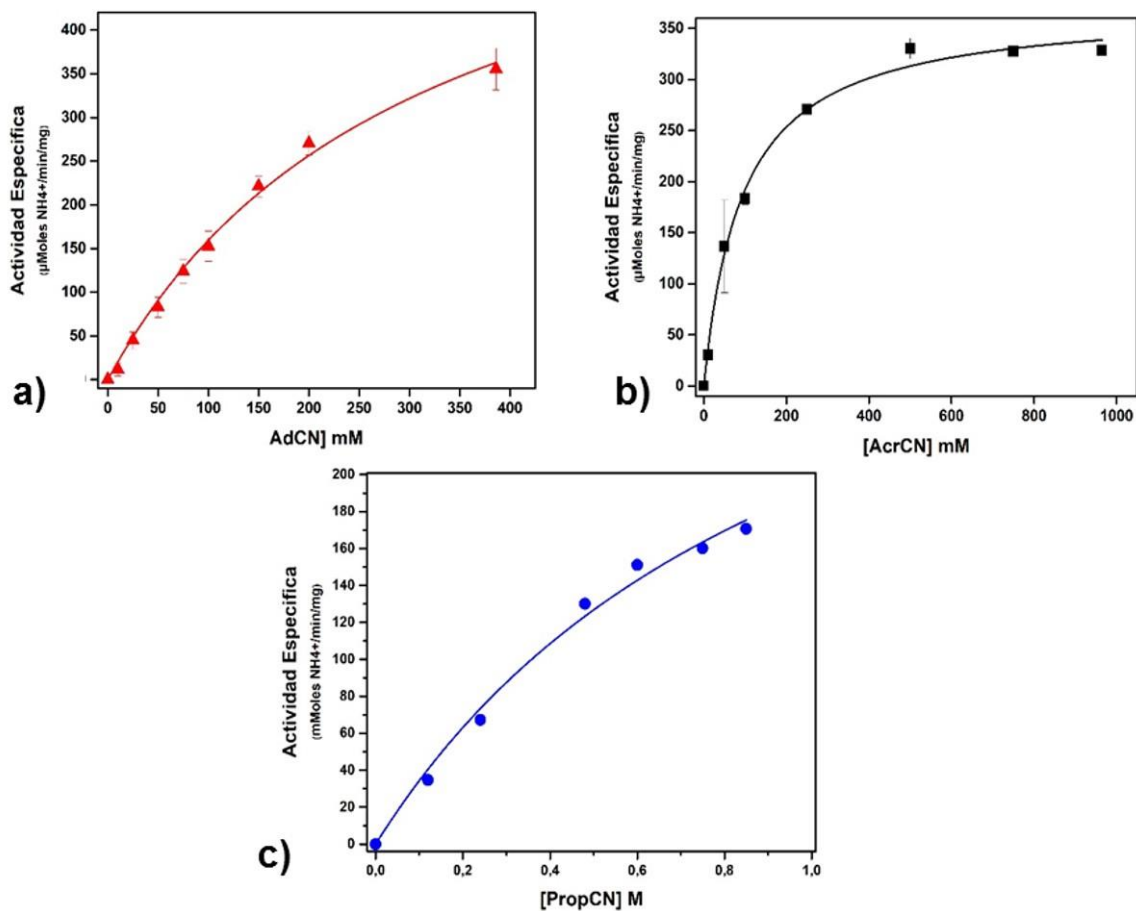 400
350
300
250
200
150
100
50
Actividad Especifica
(µMoles NH4+/min/mg)
0 50 100 150 200 250 300 350 400
AdCN] mM
a)
350
300
250
200
150
100
50
0
Actividad Especifica
(µMoles NH4+/min/mg)
0 200 400 600 800 1000
[AcrCN] mM
b)
200
180
160
140
120
100
80
60
40
20
0
Actividad Especifica
(mMoles NH4+/min/mg)
0,0 0,2 0,4 0,6 0,8 1,0
[PropCN] M
c)